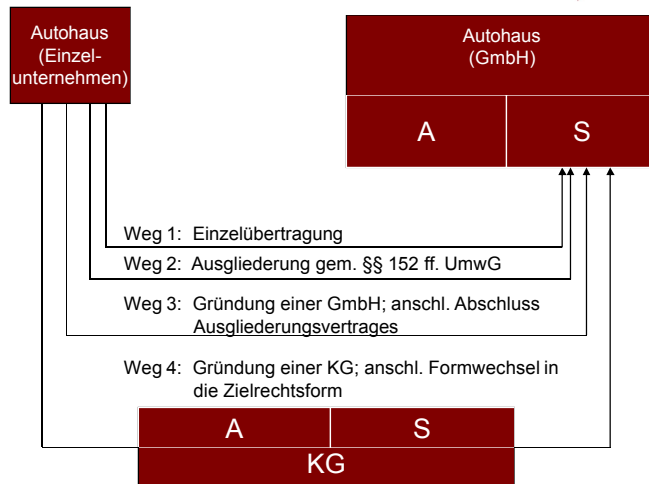 Autohaus
(Einzel-
unternehmen)
Autohaus
(GmbH)
A
S
Weg 1: Einzelübertragung
Weg 2: Ausgliederung gem. §§ 152 ff. UmwG
Weg 3: Gründung einer GmbH; anschl. Abschluss
Ausgliederungsvertrages
Weg 4: Gründung einer KG; anschl. Formwechsel in
die Zielrechtsform
A
S
KG